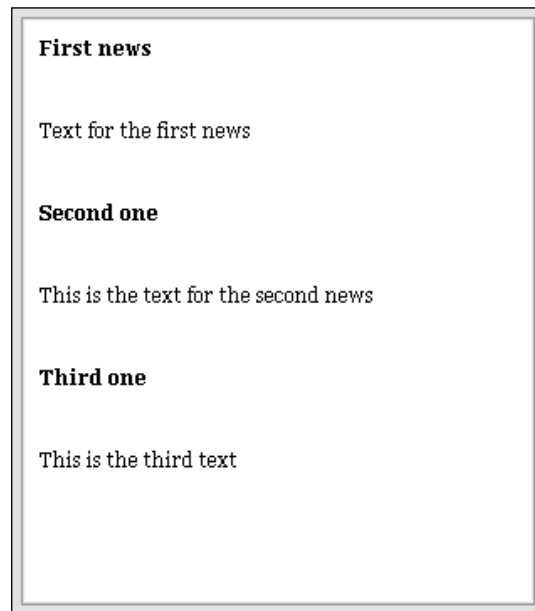 First news
Text for the first news
Second one
This is the text for the second news
Third one
This is the third text